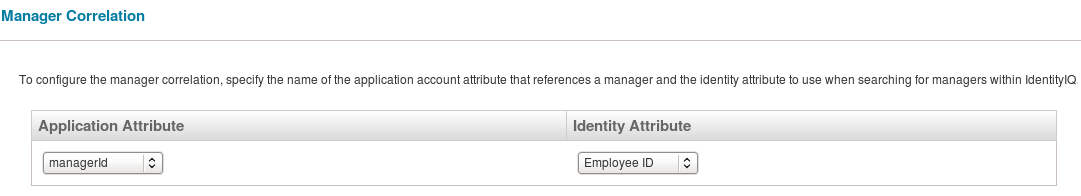 Manager Correlation
To configure the manager correlation, specify the name of the application account attribute that references a manager and the identity attribute to use when searching for managers within IdentityIQ
Application Attribute Identity Attribute
managerId Employee ID